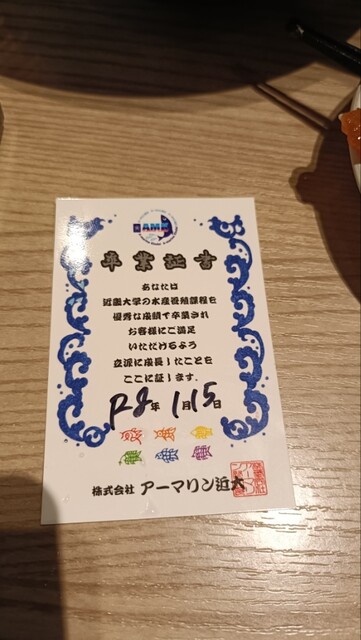 AMK
卒業証書
あなたは
近畿大学の水産養殖課程を
優秀な成績で卒業され
お客様にご満足
いただけるよう
立派に成長したことを
ここに証します.
R8年 1月15日
株式会社 アーマリン近大